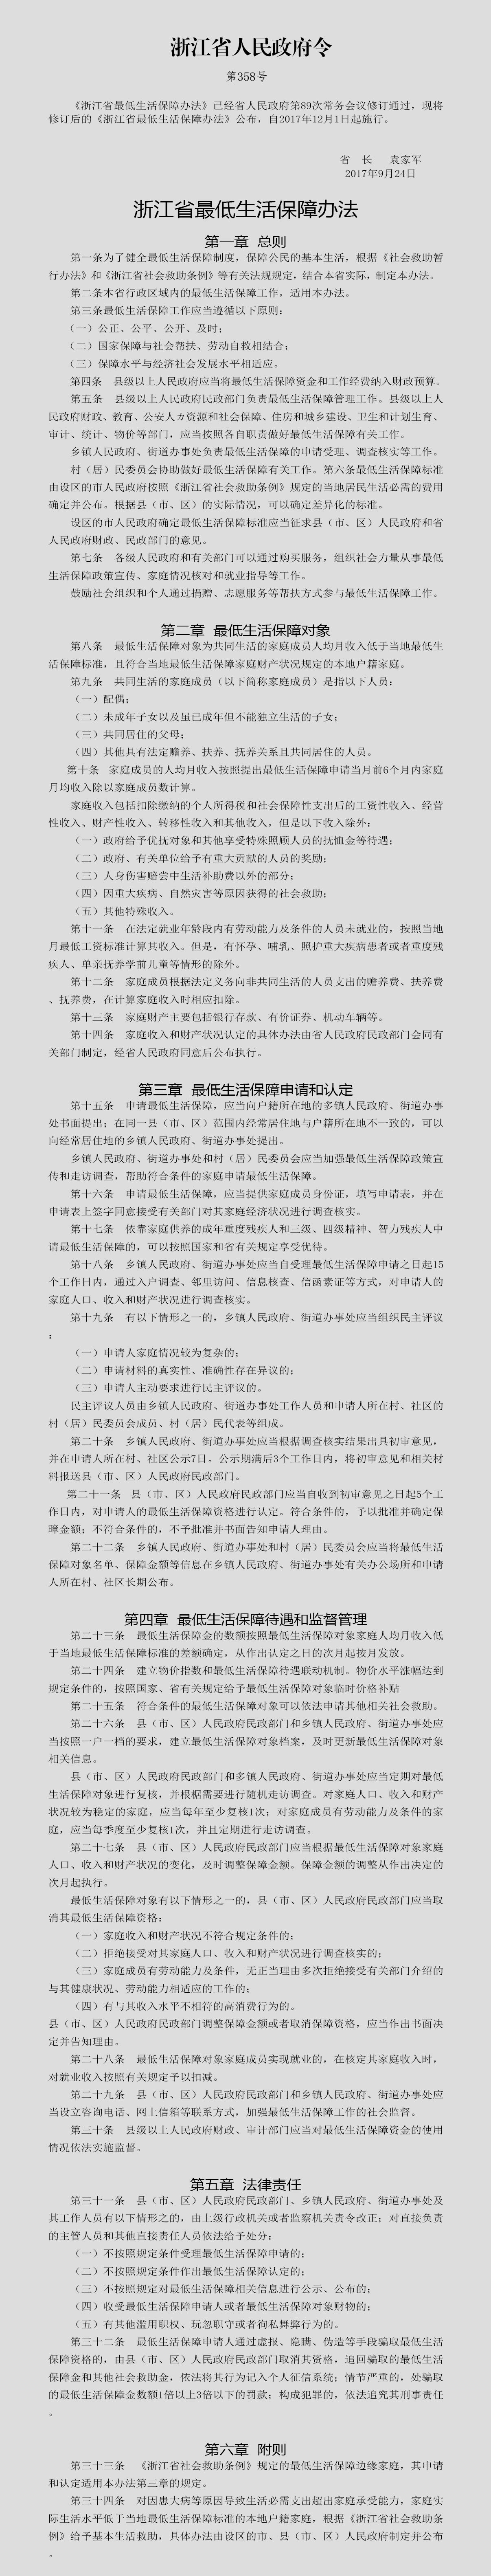 浙江省人民政府令
第358号
《浙江省最低生活保障办法》已经省人民政府第89次常务会议修订通过，现将
修订后的《浙江省最低生活保障办法》公布，自2017年12月1日起施行。
省　长　　袁家军
2017年9月24日
浙江省最低生活保障办法
第一章 总则
第一条为了健全最低生活保障制度，保障公民的基本生活，根据《社会救助暂
行办法》和《浙江省社会救助条例》等有关法规规定，结合本省实际，制定本办法。
第二条本省行政区域内的最低生活保障工作，适用本办法。
第三条最低生活保障工作应当遵循以下原则：
（一）公正、公平、公开、及时；
（二）国家保障与社会帮扶、劳动自救相结合；
（三）保障水平与经济社会发展水平相适应。
第四条　县级以上人民政府应当将最低生活保障资金和工作经费纳入财政预算。
第五条　县级以上人民政府民政部门负责最低生活保障管理工作。县级以上人
民政府财政、教育、公安人力资源和社会保障、住房和城乡建设、卫生和计划生育、
审计、统计、物价等部门，应当按照各自职责做好最低生活保障有关工作。
乡镇人民政府、街道办事处负责最低生活保障的申请受理、调查核实等工作。
村（居）民委员会协助做好最低生活保障有关工作。第六条最低生活保障标准
由设区的市人民政府按照《浙江省社会救助条例》规定的当地居民生活必需的费用
确定并公布。根据县（市、区）的实际情况，可以确定差异化的标准。
设区的市人民政府确定最低生活保障标准应当征求县（市、区）人民政府和省
人民政府财政、民政部门的意见。
第七条　各级人民政府和有关部门可以通过购买服务，组织社会力量从事最低
生活保障政策宣传、家庭情况核对和就业指导等工作。
鼓励社会组织和个人通过捐赠、志愿服务等帮扶方式参与最低生活保障工作。
第二章 最低生活保障对象
第八条　最低生活保障对象为共同生活的家庭成员人均月收入低于当地最低生
活保障标准，且符合当地最低生活保障家庭财产状况规定的本地户籍家庭。
第九条　共同生活的家庭成员（以下简称家庭成员）是指以下人员：
（一）配偶；
（二）未成年子女以及虽已成年但不能独立生活的子女；
（三）共同居住的父母；
（四）其他具有法定赡养、扶养、抚养关系且共同居住的人员。
第十条　家庭成员的人均月收入按照提出最低生活保障申请当月前6个月内家庭
月均收入除以家庭成员数计算。
家庭收入包括扣除缴纳的个人所得税和社会保障性支出后的工资性收入、经营
性收入、财产性收入、转移性收入和其他收入，但是以下收入除外：
（一）政府给予优抚对象和其他享受特殊照顾人员的抚恤金等待遇；
（二）政府、有关单位给予有重大贡献的人员的奖励；
（三）人身伤害赔尝中生活补助费以外的部分；
（四）因重大疾病、自然灾害等原因获得的社会救助；
（五）其他特殊收入。
第十一条　在法定就业年龄段内有劳动能力及条件的人员未就业的，按照当地
月最低工资标准计算其收入。但是，有怀孕、哺乳、照护重大疾病患者或者重度残
疾人、单亲抚养学前儿童等情形的除外。
第十二条　家庭成员根据法定义务向非共同生活的人员支出的赡养费、扶养费
、抚养费，在计算家庭收入时相应扣除。
第十三条　家庭财产主要包括银行存款、有价证券、机动车辆等。
第十四条　家庭收入和财产状况认定的具体办法由省人民政府民政部门会同有
关部门制定，经省人民政府同意后公布执行。
第三章 最低生活保障申请和认定
第十五条　申请最低生活保障，应当向户籍所在地的多镇人民政府、街道办事
处书面提出；在同一县（市、区）范围内经常居住地与户籍所在地不一致的，可以
向经常居住地的乡镇人民政府、街道办事处提出。
乡镇人民政府、街道办事处和村（居）民委员会应当加强最低生活保障政策宣
传和走访调查，帮助符合条件的家庭申请最低生活保障。
第十六条　申请最低生活保障，应当提供家庭成员身份证，填写申请表，并在
申请表上签字同意接受有关部门对其家庭经济状况进行调查核实。
第十七条　依靠家庭供养的成年重度残疾人和三级、四级精神、智力残疾人中
请最低生活保障的，可以按照国家和省有关规定享受优待。
第十八条　乡镇人民政府、街道办事处应当自受理最低生活保障申请之日起15
个工作日内，通过入户调查、邻里访问、信息核查、信函素证等方式，对申请人的
家庭人口、收入和财产状况进行调查核实。
第十九条　有以下情形之一的，乡镇人民政府、街道办事处应当组织民主评议
：
（一）申请人家庭情况较为复杂的；
（二）申请材料的真实性、准确性存在异议的；
（三）申请人主动要求进行民主评议的。
民主评议人员由乡镇人民政府、街道办事处工作人员和申请人所在村、社区的
村（居）民委员会成员、村（居）民代表等组成。
第二十条　乡镇人民政府、街道办事处应当根据调查核实结果出具初审意见，
并在申请人所在村、社区公示7日。公示期满后3个工作日内，将初审意见和相关材
料报送县（市、区）人民政府民政部门。
第二十一条　县（市、区）人民政府民政部门应当自收到初审意见之日起5个工
作日内，对申请人的最低生活保障资格进行认定。符合条件的，予以批准并确定保
暲金额；不符合条件的，不予批准并书面告知申请人理由。
第二十二条　乡镇人民政府、街道办事处和村（居）民委员会应当将最低生活
保障对象名单、保障金额等信息在乡镇人民政府、街道办事处有关办公场所和申请
人所在村、社区长期公布。
第四章 最低生活保障待遇和监督管理
第二十三条　最低生活保障金的数额按照最低生活保障对象家庭人均月收入低
于当地最低生活保障标准的差额确定，从作出认定之日的次月起按月发放。
第二十四条　建立物价指数和最低生活保障待遇联动机制。物价水平涨幅达到
规定条件的，按照国家、省有关规定给予最低生活保障对象临时价格补贴
第二十五条　符合条件的最低生活保障对象可以依法申请其他相关社会救助。
第二十六条　县（市、区）人民政府民政部门和乡镇人民政府、街道办事处应
当按照一户一档的要求，建立最低生活保障对象档案，及时更新最低生活保障对象
相关信息。
县（市、区）人民政府民政部门和多镇人民政府、街道办事处应当定期对最低
生活保障对象进行复核，并根椐需要进行随机走访调查。对家庭人口、收入和财产
状况较为稳定的家庭，应当每年至少复核1次；对家庭成员有劳动能力及条件的家
庭，应当每季度至少复核1次，并且定期进行走访调查。
第二十七条　县（市、区）人民政府民政部门应当根据最低生活保障对象家庭
人口、收入和财产状况的变化，及时调整保障金额。保障金额的调整从作出决定的
次月起执行。
最低生活保障对象有以下情形之一的，县（市、区）人民政府民政部门应当取
消其最低生活保障资格：
（一）家庭收入和财产状况不符合规定条件的；
（二）拒绝接受对其家庭人口、收入和财产状况进行调查核实的；
（三）家庭成员有劳动能力及条件，无正当理由多次拒绝接受有关部门介绍的
与其健康状况、劳动能力相适应的工作的；
（四）有与其收入水平不相符的高消费行为的。
县（市、区）人民政府民政部门调整保障金额或者取消保障资格，应当作出书面决
定并告知理由。
第二十八条　最低生活保障对象家庭成员实现就业的，在核定其家庭收入时，
对就业收入按照有关规定予以扣减。
第二十九条　县（市、区）人民政府民政部门和乡镇人民政府、街道办事处应
当设立咨询电话、网上信箱等联系方式，加强最低生活保障工作的社会监督。
第三十条　县级以上人民政府财政、审计部门应当对最低生活保障资金的使用
情况依法实施监督。
第五章 法律责任
第三十一条　县（市、区）人民政府民政部门、乡镇人民政府、街道办事处及
其工作人员有以下情形之的，由上级行政机关或者监察机关责令改正；对直接负责
的主管人员和其他直接责任人员依法给予处分；
（一）不按照规定条件受理最低生活保障申请的；
（二）不按照规定条件作出最低生活保障认定的；
（三）不按照规定对最低生活保障相关信息进行公示、公布的；
（四）收受最低生活保障申请人或者最低生活保障对象财物的；
（五）有其他滥用职权、玩忽职守或者徇私舞弊行为的。
第三十二条　最低生活保障申请人通过虚报、隐瞒、伪造等手段骗取最低生活
保障资格的，由县（市、区）人民政府民政部门取消其资格，追回骗取的最低生活
保障金和其他社会救助金，依法将其行为记入个人征信系统；情节严重的，处骗取
的最低生活保障金数额1倍以上3倍以下的罚款；构成犯罪的，依法追究其刑事责任
。
第六章 附则
第三十三条　《浙江省社会救助条例》规定的最低生活保障边缘家庭，其申请
和认定适用本办法第三章的规定。
第三十四条　对因患大病等原因导致生活必需支出超出家庭承受能力，家庭实
际生活水平低于当地最低生活保障标准的本地户籍家庭，根据《浙江省社会救助条
例》给予基本生活救助，具体办法由设区的市、县（市、区）人民政府制定并公布
。